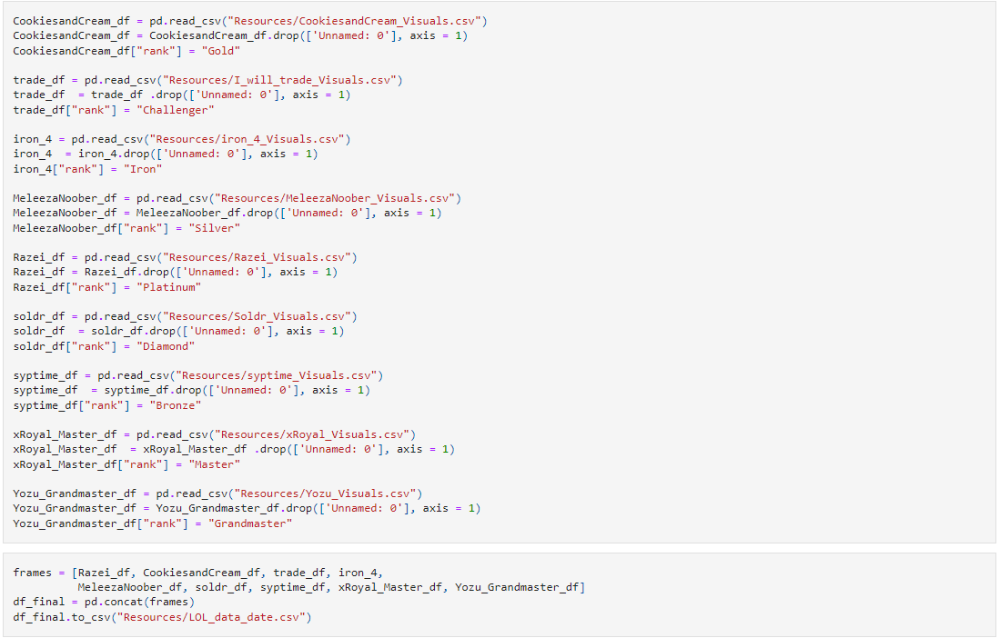 CookiesandCream_df = pd.read_csv("Resources/CookiesandCream_Visuals.csv")
CookiesandCream_df = CookiesandCream_df.drop(['Unnamed: 0'], axis = 1)
CookiesandCream_df["rank"] = "Gold"
trade_df = pd.read_csv("Resources/I_will_trade_Visuals.csv")
trade_df  = trade_df .drop(['Unnamed: 0'], axis = 1)
trade_df["rank"] = "Challenger"
iron_4 = pd.read_csv("Resources/iron_4_Visuals.csv")
iron_4  = iron_4.drop(['Unnamed: 0'], axis = 1)
iron_4["rank"] = "Iron"
MeleezaNoober_df = pd.read_csv("Resources/MeleezaNoober_Visuals.csv")
MeleezaNoober_df = MeleezaNoober_df.drop(['Unnamed: 0'], axis = 1)
MeleezaNoober_df["rank"] = "Silver"
Razei_df = pd.read_csv("Resources/Razei_Visuals.csv")
Razei_df = Razei_df.drop(['Unnamed: 0'], axis = 1)
Razei_df["rank"] = "Platinum"
soldr_df = pd.read_csv("Resources/Soldr_Visuals.csv")
soldr_df  = soldr_df.drop(['Unnamed: 0'], axis = 1)
soldr_df["rank"] = "Diamond"
syptime_df = pd.read_csv("Resources/syptime_Visuals.csv")
syptime_df  = syptime_df.drop(['Unnamed: 0'], axis = 1)
syptime_df["rank"] = "Bronze"
xRoyal_Master_df = pd.read_csv("Resources/xRoyal_Visuals.csv")
xRoyal_Master_df  = xRoyal_Master_df .drop(['Unnamed: 0'], axis = 1)
xRoyal_Master_df["rank"] = "Master"
Yozu_Grandmaster_df = pd.read_csv("Resources/Yozu_Visuals.csv")
Yozu_Grandmaster_df = Yozu_Grandmaster_df.drop(['Unnamed: 0'], axis = 1)
Yozu_Grandmaster_df["rank"] = "Grandmaster"
frames = [Razei_df, CookiesandCream_df, trade_df, iron_4,
          MeleezaNoober_df, soldr_df, syptime_df, xRoyal_Master_df, Yozu_Grandmaster_df]
df_final = pd.concat(frames)
df_final.to_csv("Resources/LOL_data_date.csv")